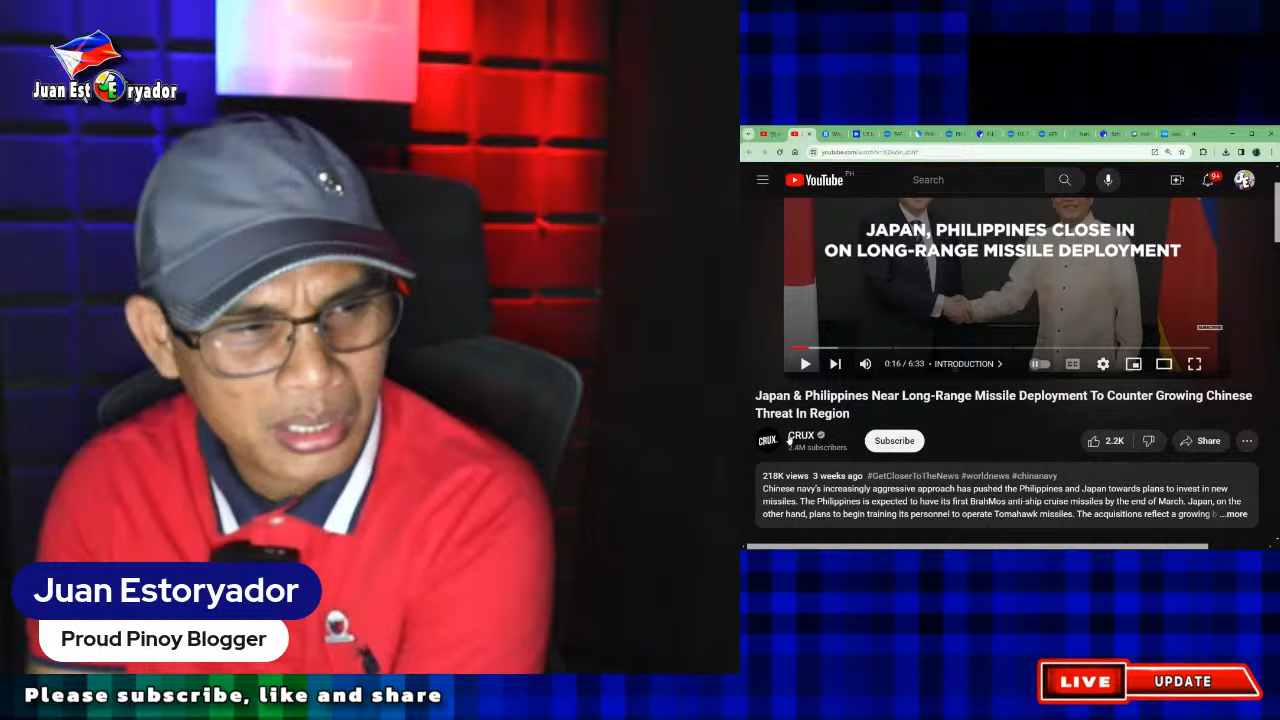 Juan Est ryador
YouTube PH
Search
9+
JAPAN, PHILIPPINES CLOSE IN
ON LONG-RANGE MISSILE DEPLOYMENT
0:16 / 6:33 • INTRODUCTION
Japan & Philippines Near Long-Range Missile Deployment To Counter Growing Chinese
Threat In Region
CRUX.
CRUX
2.4M subscribers
Subscribe
2.2K
Share
218K views 3 weeks ago #GetCloserToTheNews #worldnews #chinanavy
Chinese navy's increasingly aggressive approach has pushed the Philippines and Japan towards plans to invest in new
missiles. The Philippines is expected to have its first BrahMos anti-ship cruise missiles by the end of March. Japan, on the
other hand, plans to begin training its personnel to operate Tomahawk missiles. The acquisitions reflect a growing b ...more
Juan Estoryador
Proud Pinoy Blogger
Please subscribe, like and share
LIVE UPDATE